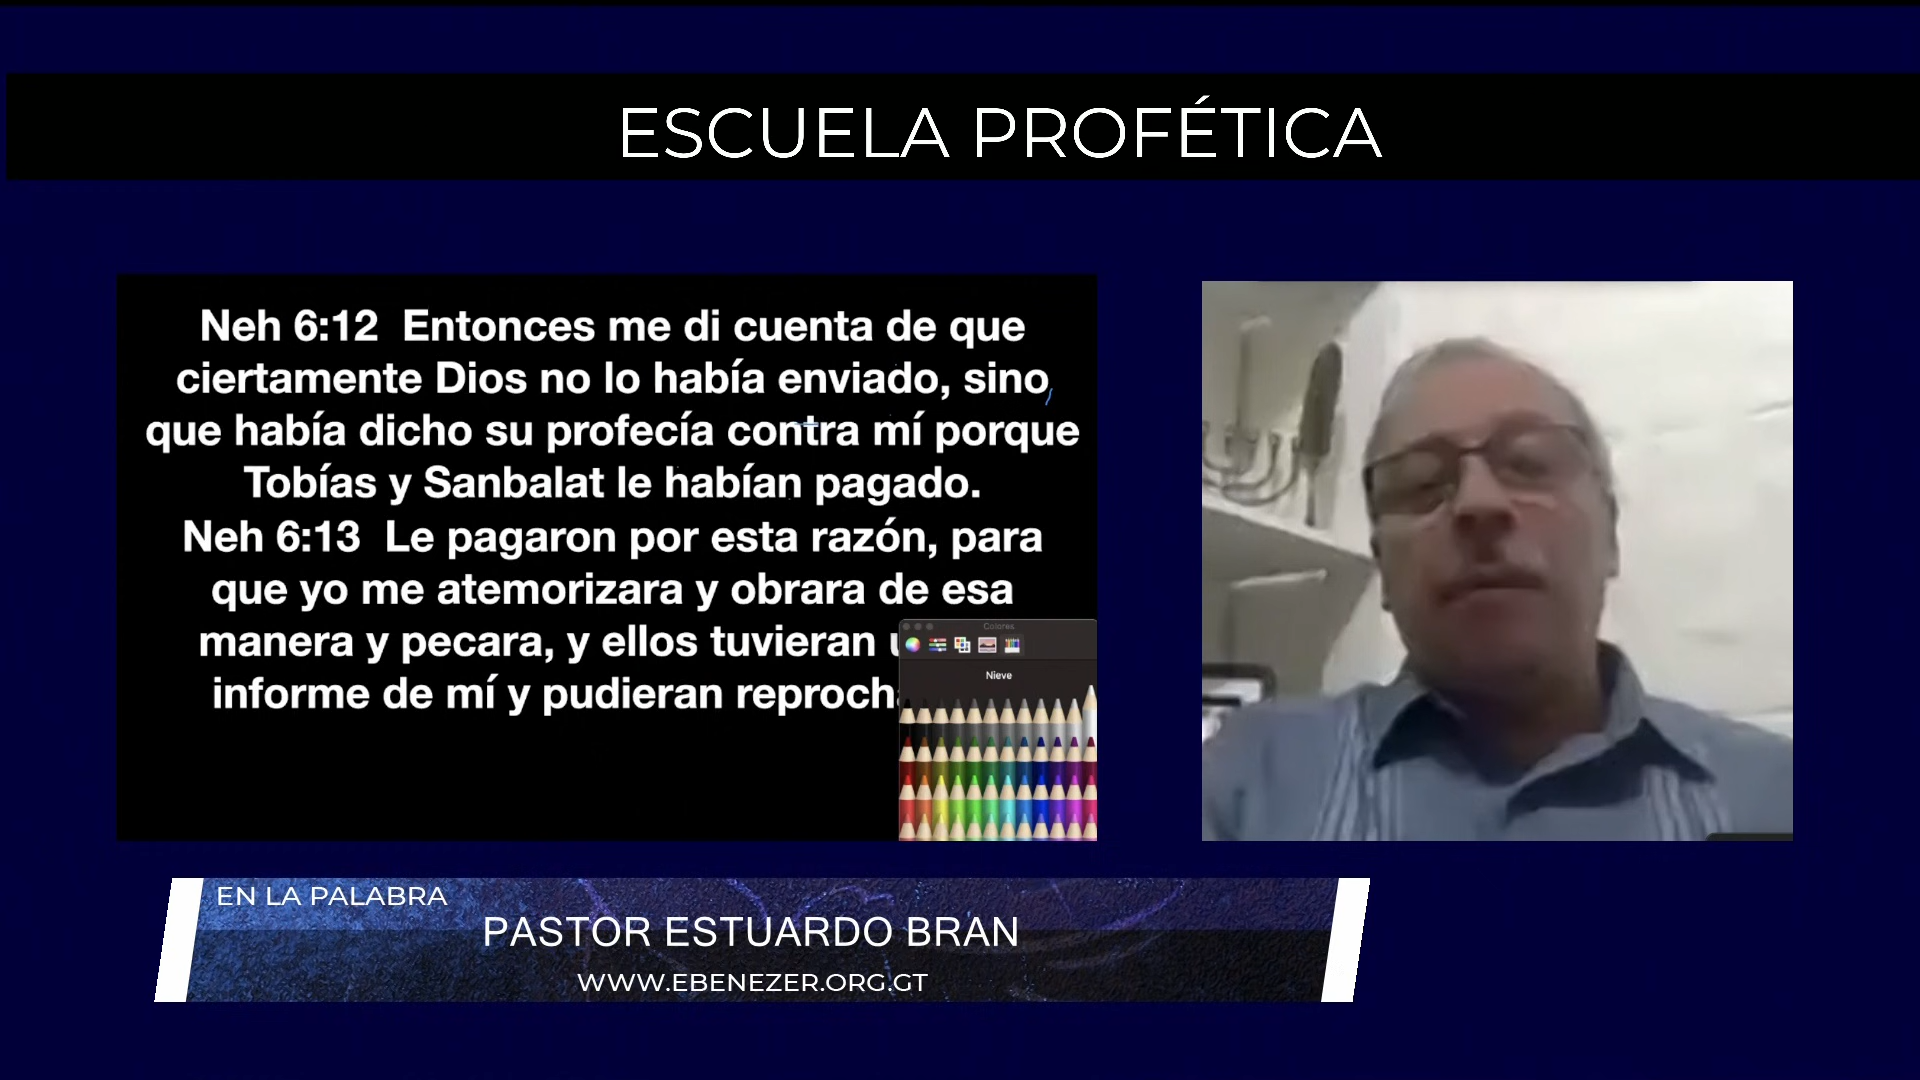 ESCUELA PROFÉTICA
Neh 6:12  Entonces me di cuenta de que
ciertamente Dios no lo había enviado, sino
que había dicho su profecía contra mí porque
Tobías y Sanbalat le habían pagado.
Neh 6:13  Le pagaron por esta razón, para
que yo me atemorizara y obrara de esa
manera y pecara, y ellos tuvieran
informe de mí y pudieran
Colores
Nieve
EN LA PALABRA
PASTOR ESTUARDO BRAN
WWW.EBENEZER.ORG.GT